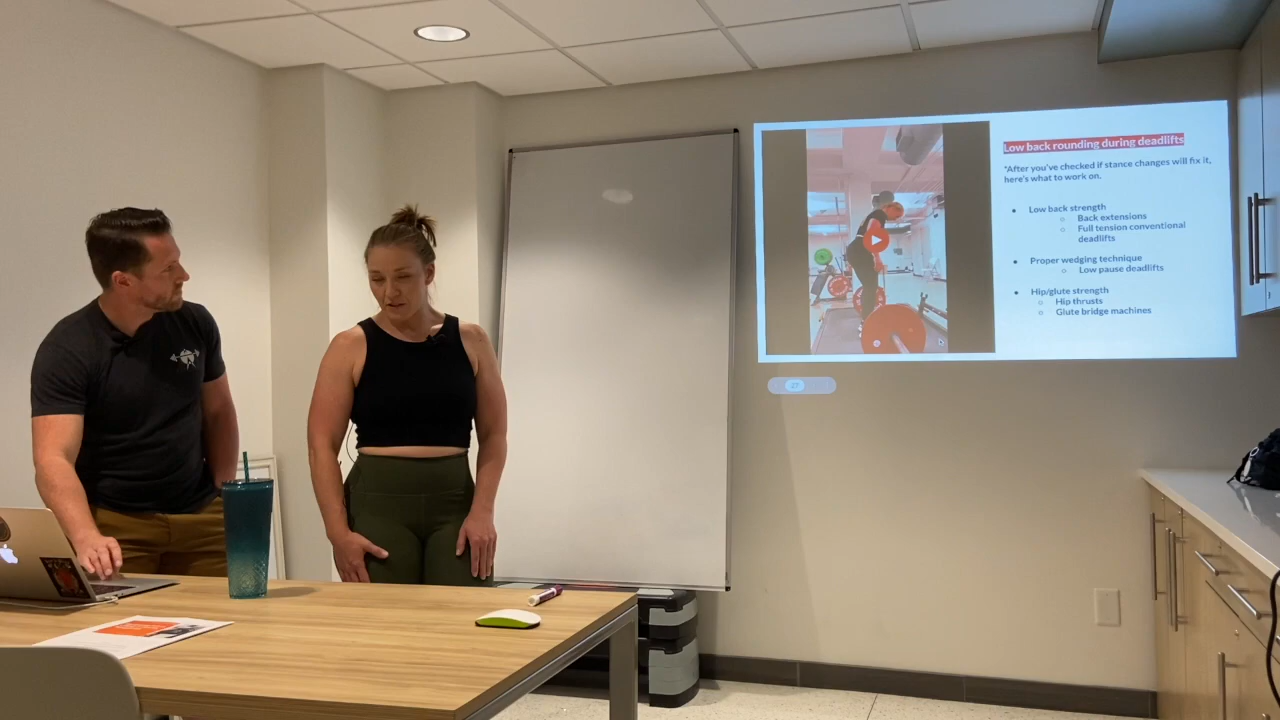 Low back rounding during deadlifts
*After you've checked if stance changes will fix it,
here's what to work on.
• Low back strength
○ Back extensions
○ Full tension conventional
deadlifts
• Proper wedging technique
○ Low pause deadlifts
• Hip/glute strength
○ Hip thrusts
○ Glute bridge machines
27